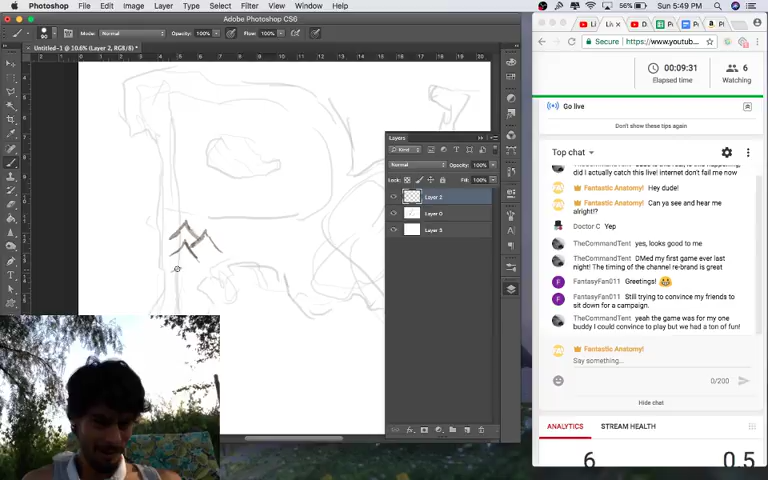 Photoshop File Edit Image Layer Type Select Filter View Window Help
56% Sun 5:49 PM
Adobe Photoshop CS6
Mode: Normal Opacity: 100% Flow: 100%
Untitled-1 @ 10.6% (Layer 2, RGB/8) *
Layers
Kind
Normal Opacity: 100%
Lock: Fill: 100%
Layer 2
Layer 0
Layer 3
Secure https://www.youtub
00:09:31
Elapsed time
6
Watching
Go live
Don't show these tips again
Top chat
did I actually catch this live! internet don't fail me now
Fantastic Anatomy! Hey dude!
Fantastic Anatomy! Can ya see and hear me
alright!?
Doctor C Yep
TheCommandTent yes, looks good to me
TheCommandTent DMed my first game ever last
night!! The timing of the channel re-brand is great
FantasyFan011 Greetings!
FantasyFan011 Still trying to convince my friends to
sit down for a campaign.
TheCommandTent yeah the game was for my one
buddy I could convince to play but we had a ton of fun!
Fantastic Anatomy!
Say something...
0/200
Hide chat
ANALYTICS STREAM HEALTH
6 0.5